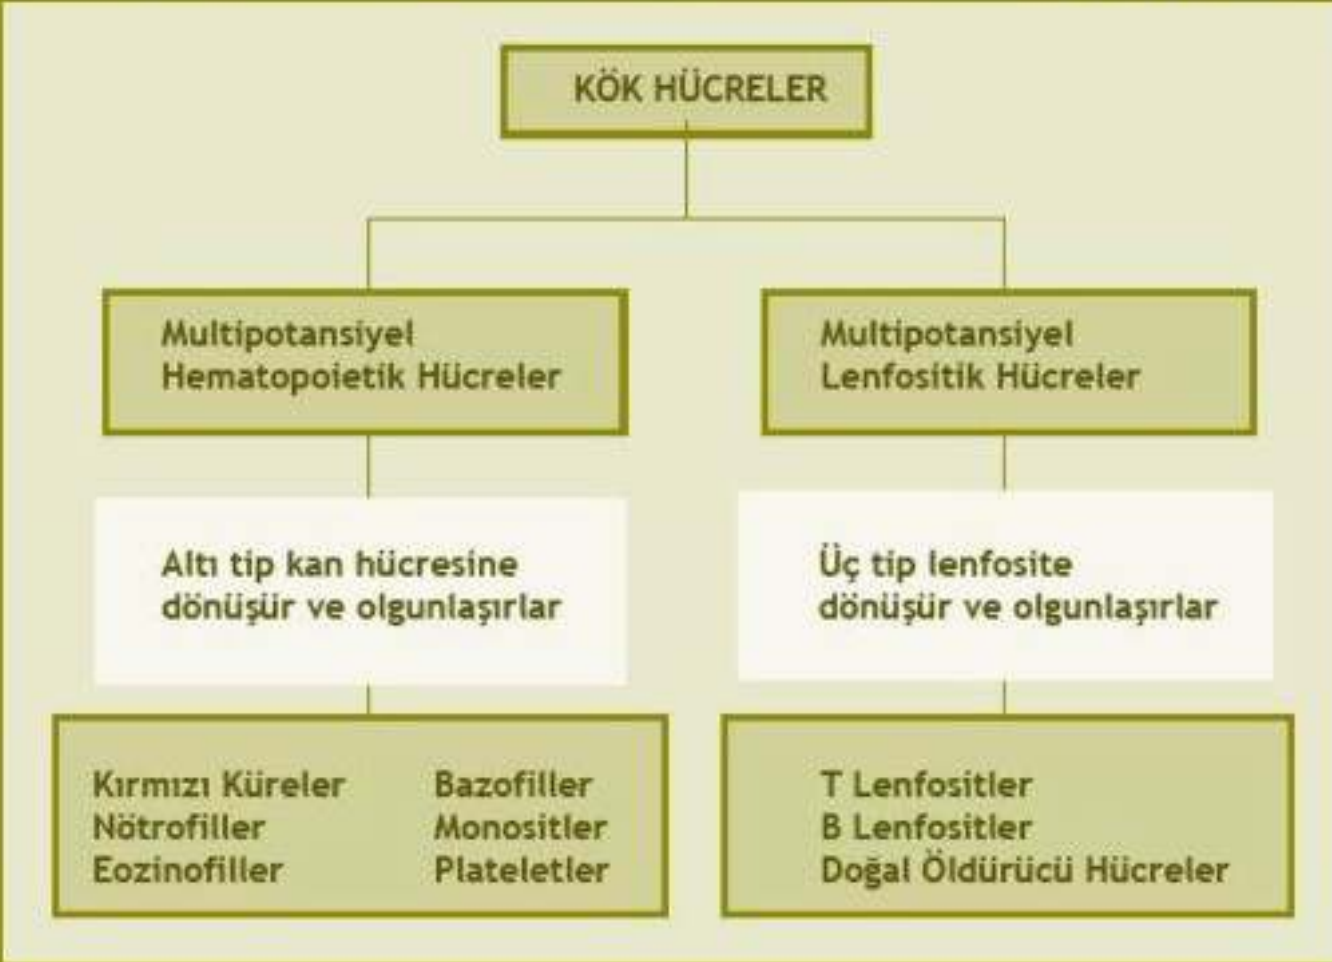 KÖK HÜCRELER
Multipotansiyel
Hematopoietik Hücreler
Multipotansiyel
Lenfositik Hücreler
Altı tip kan hücresine
dönüşür ve olgunlaşırlar
Üç tip lenfosite
dönüşür ve olgunlaşırlar
Kırmızı Küreler
Nötrofiller
Eozinofiller
Bazofiller
Monositler
Plateletler
T Lenfositler
B Lenfositler
Doğal Öldürücü Hücreler